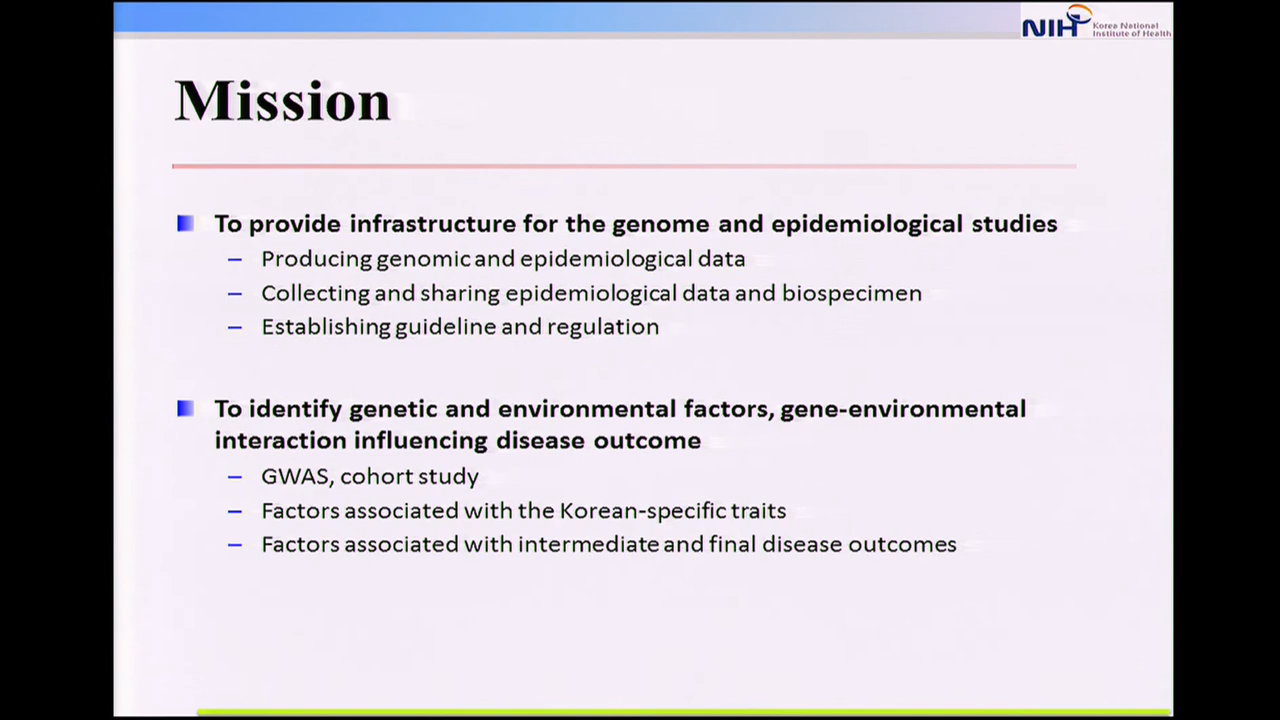 NIH Korea National
Institute of Health
Mission
To provide infrastructure for the genome and epidemiological studies
– Producing genomic and epidemiological data
– Collecting and sharing epidemiological data and biospecimen
– Establishing guideline and regulation
To identify genetic and environmental factors, gene-environmental
interaction influencing disease outcome
– GWAS, cohort study
– Factors associated with the Korean-specific traits
– Factors associated with intermediate and final disease outcomes